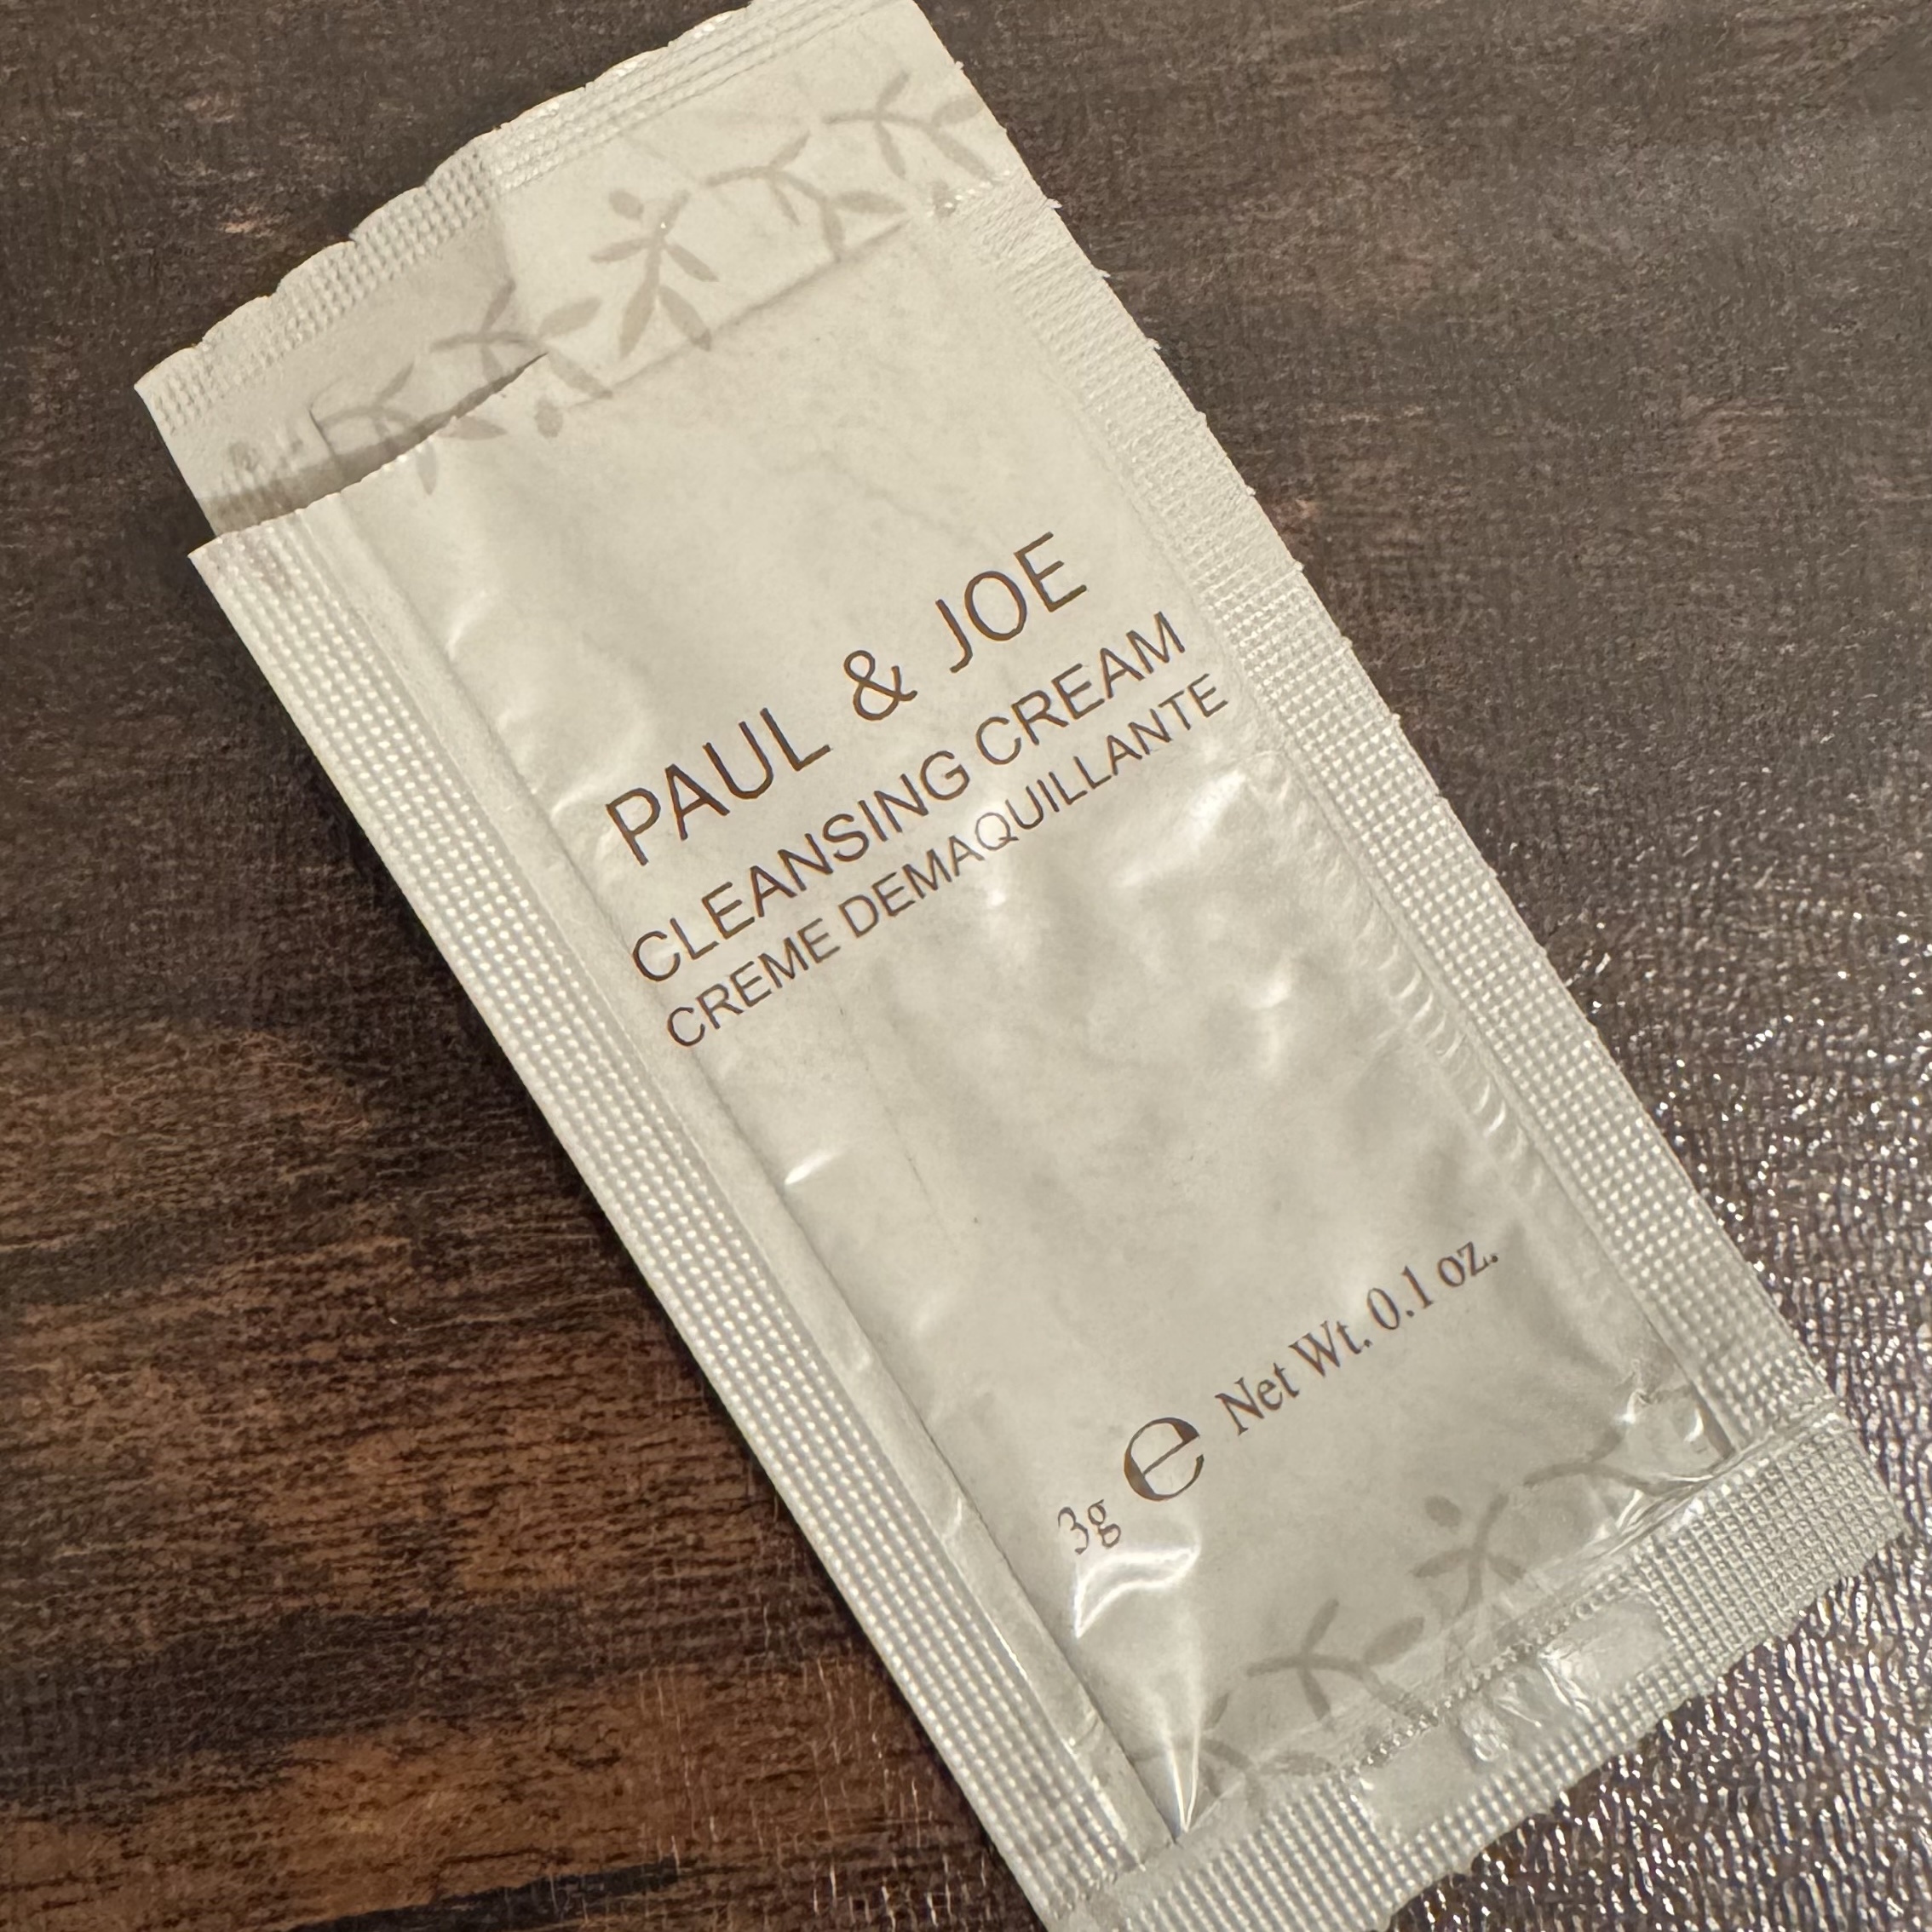 PAUL & JOE
CLEANSING CREAM
CREME DEMAQUILLANTE
3g ℮ Net Wt. 0.1 oz.